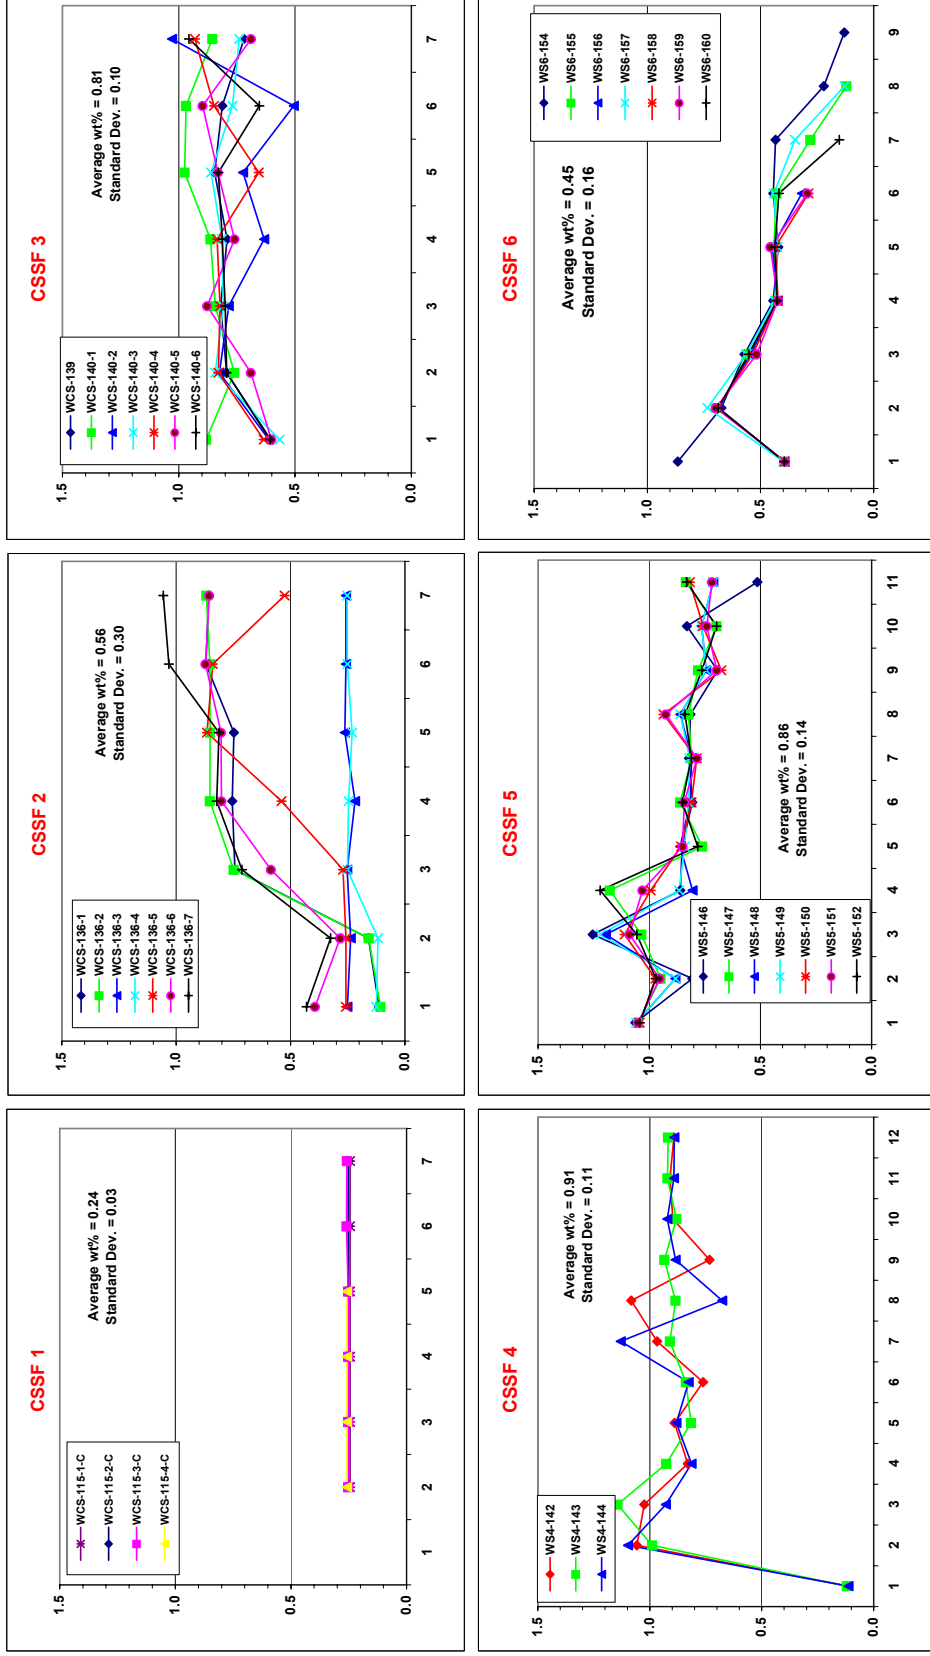 CSSF 1
WCS-115-1-C
WCS-115-2-C
WCS-115-3-C
WCS-115-4-C
Average wt% = 0.24
Standard Dev. = 0.03
1.5
1.0
0.5
0.0
1 2 3 4 5 6 7
CSSF 2
WCS-136-1
WCS-136-2
WCS-136-3
WCS-136-4
WCS-136-5
WCS-136-6
WCS-136-7
Average wt% = 0.56
Standard Dev. = 0.30
1.5
1.0
0.5
0.0
1 2 3 4 5 6 7
CSSF 3
WCS-139
WCS-140-1
WCS-140-2
WCS-140-3
WCS-140-4
WCS-140-5
WCS-140-6
Average wt% = 0.81
Standard Dev. = 0.10
1.5
1.0
0.5
0.0
1 2 3 4 5 6 7
CSSF 4
WS4-142
WS4-143
WS4-144
Average wt% = 0.91
Standard Dev. = 0.11
1.5
1.0
0.5
0.0
1 2 3 4 5 6 7 8 9 10 11 12
CSSF 5
WS5-146
WS5-147
WS5-148
WS5-149
WS5-150
WS5-151
WS5-152
Average wt% = 0.86
Standard Dev. = 0.14
1.5
1.0
0.5
0.0
1 2 3 4 5 6 7 8 9 10 11
CSSF 6
WS6-154
WS6-155
WS6-156
WS6-157
WS6-158
WS6-159
WS6-160
Average wt% = 0.45
Standard Dev. = 0.16
1.5
1.0
0.5
0.0
1 2 3 4 5 6 7 8 9